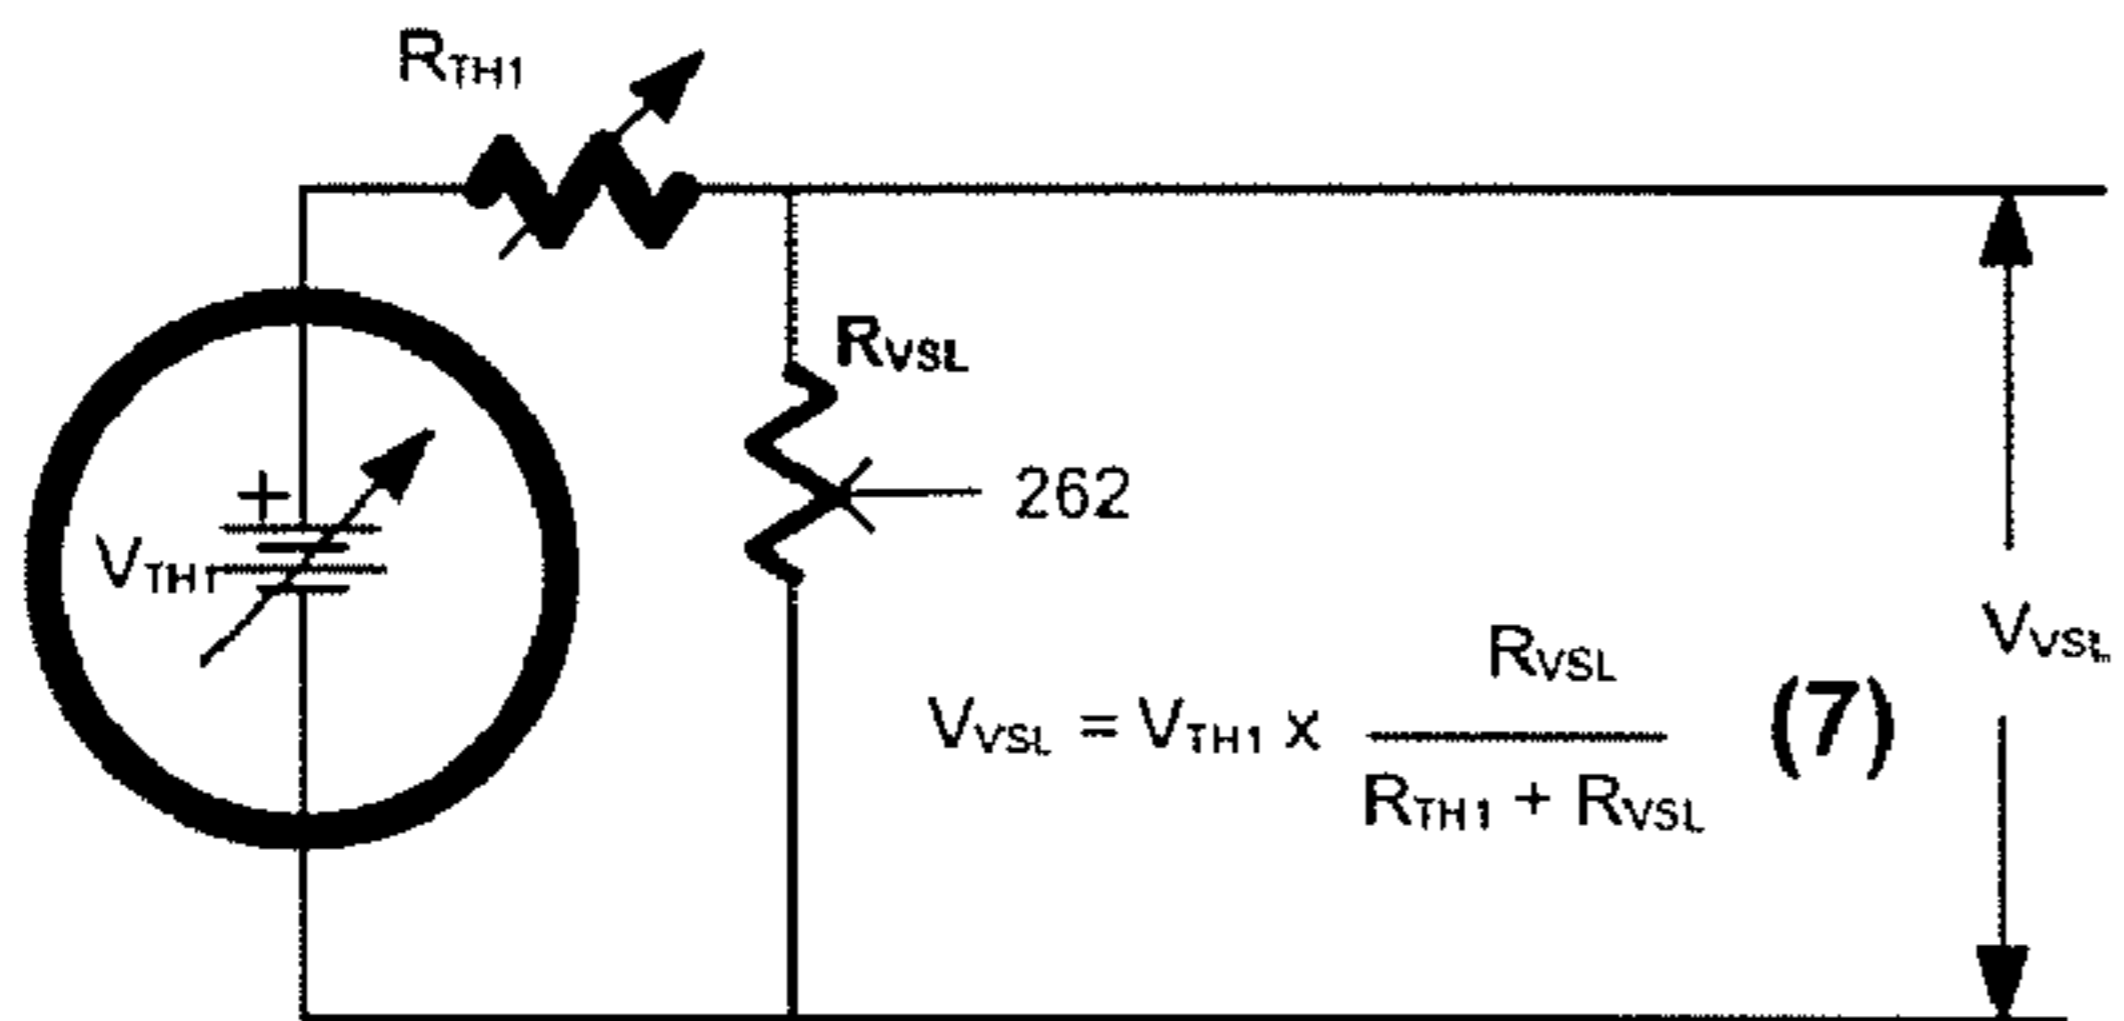 RTH1
RVSL
+
VTH1
262
VVSL
RVSL
VVSL = VTH1 x (7)
RTH1 + RVSL